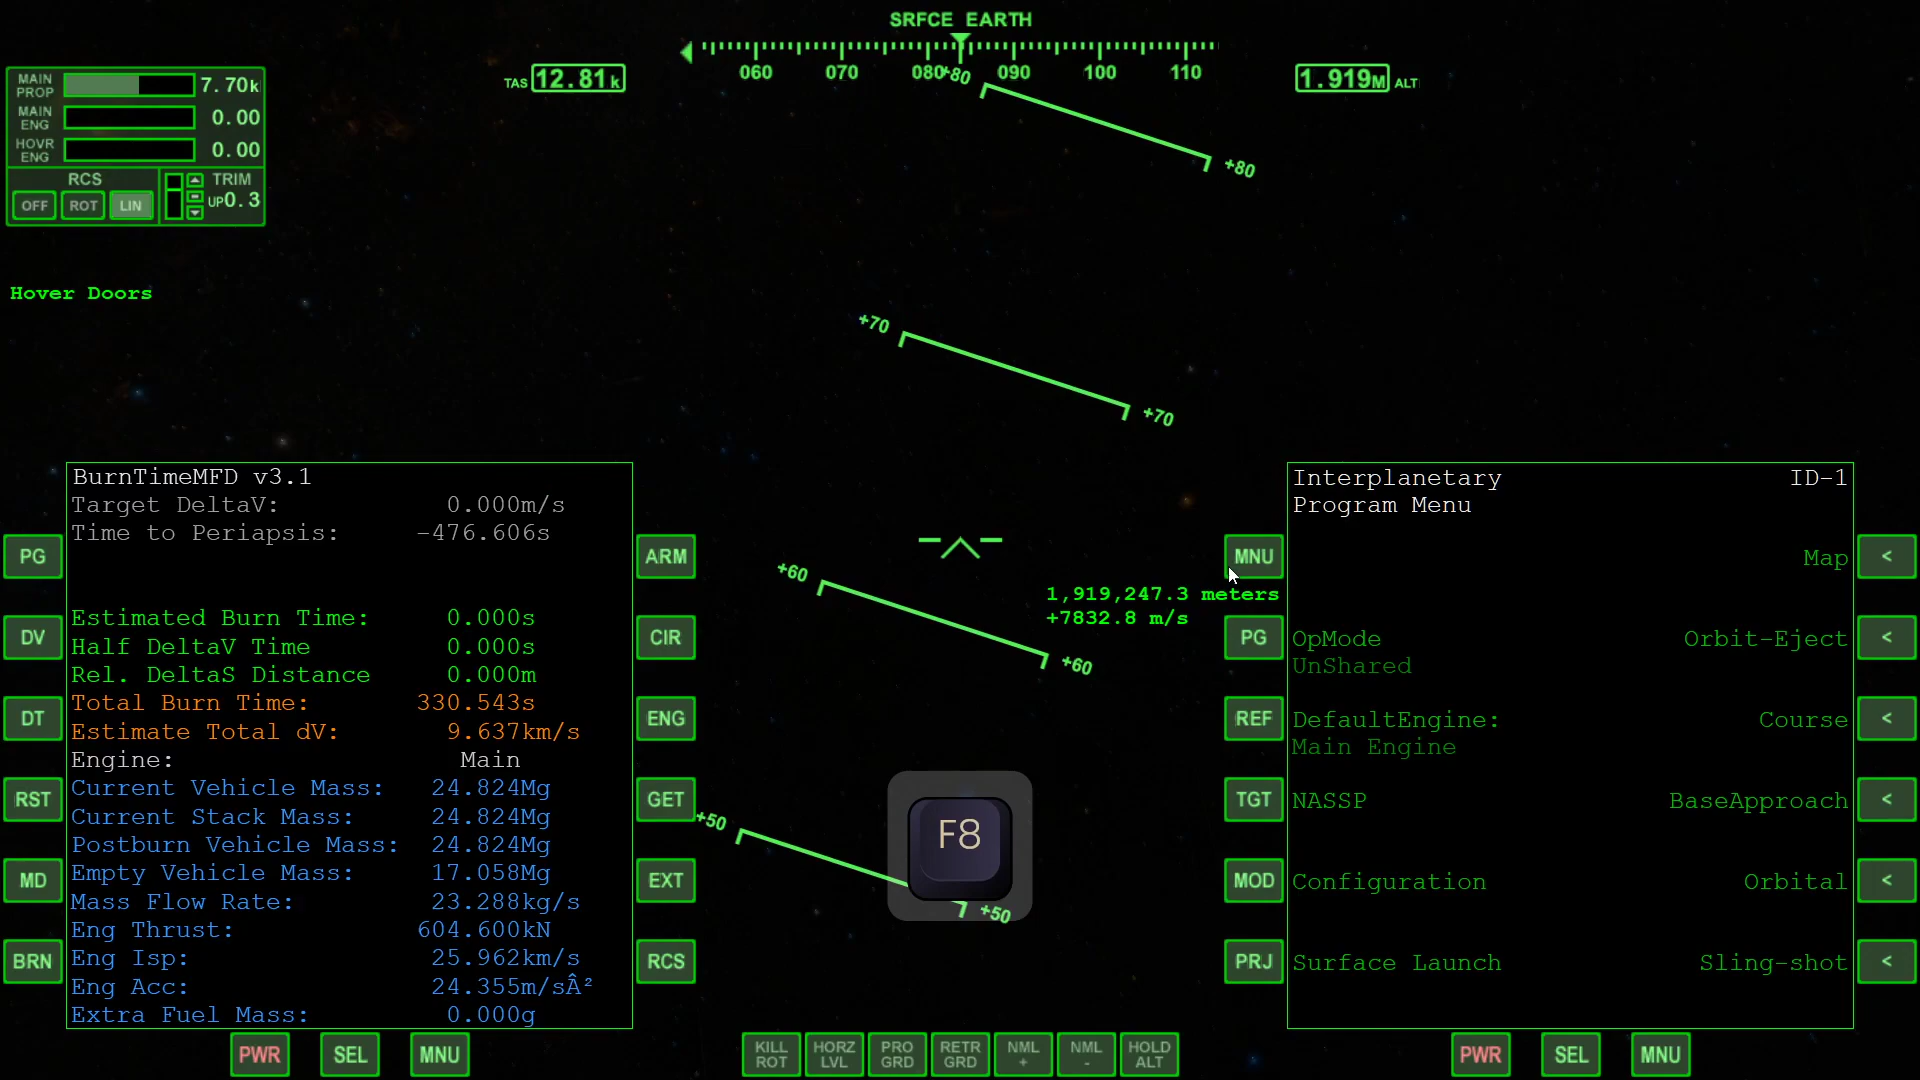 SRFCE EARTH
060 070 080 090 100 110
TAS 12.81k
1.919M ALT
MAIN PROP 7.70k
MAIN ENG 0.00
HOVR ENG 0.00
RCS
TRIM
OFF ROT LIN
UP0.3
+80
+80
Hover Doors
+70
+70
+60
+60
+50
+50
1,919,247.3 meters
+7832.8 m/s
F8
BurnTimeMFD v3.1
Target DeltaV: 0.000m/s
Time to Periapsis: -476.606s
Estimated Burn Time: 0.000s
Half DeltaV Time 0.000s
Rel. DeltaS Distance 0.000m
Total Burn Time: 330.543s
Estimate Total dV: 9.637km/s
Engine: Main
Current Vehicle Mass: 24.824Mg
Current Stack Mass: 24.824Mg
Postburn Vehicle Mass: 24.824Mg
Empty Vehicle Mass: 17.058Mg
Mass Flow Rate: 23.288kg/s
Eng Thrust: 604.600kN
Eng Isp: 25.962km/s
Eng Acc: 24.355m/sÂ²
Extra Fuel Mass: 0.000g
PG
DV
DT
RST
MD
BRN
ARM
CIR
ENG
GET
EXT
RCS
PWR SEL MNU
KILL ROT
HORZ LVL
PRO GRD
RETR GRD
NML +
NML -
HOLD ALT
MNU
PG
REF
TGT
MOD
PRJ
Interplanetary ID-1
Program Menu
Map <
OpMode Orbit-Eject <
UnShared
DefaultEngine: Course <
Main Engine
NASSP BaseApproach <
Configuration Orbital <
Surface Launch Sling-shot <
PWR SEL MNU